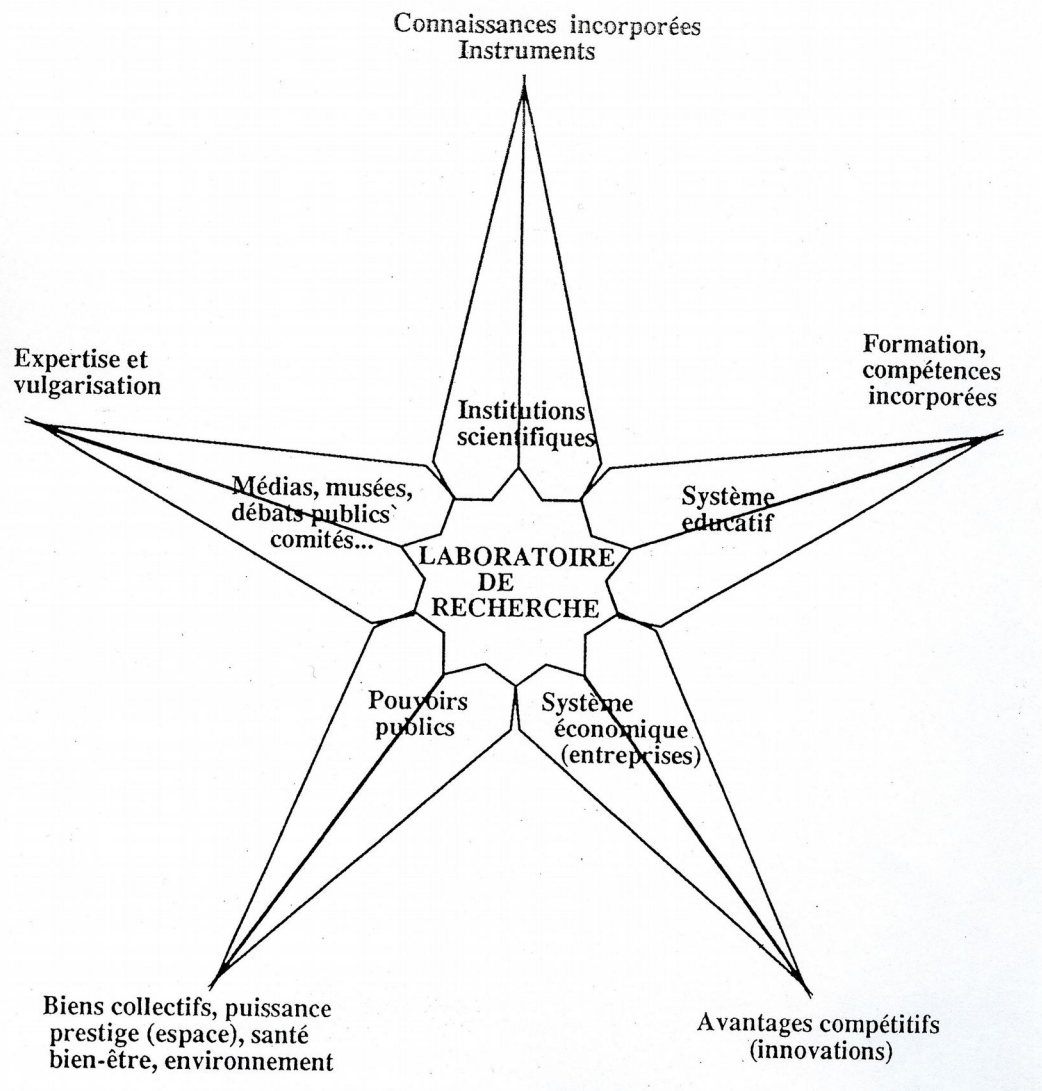 Connaissances incorporées
Instruments
Expertise et
vulgarisation
Formation,
compétences
incorporées
Institutions
scientifiques
Médias, musées,
débats publics
comités...
Système
educatif
LABORATOIRE
DE
RECHERCHE
Pouvoirs
publics
Système
économique
(entreprises)
Biens collectifs, puissance
prestige (espace), santé
bien-être, environnement
Avantages compétitifs
(innovations)